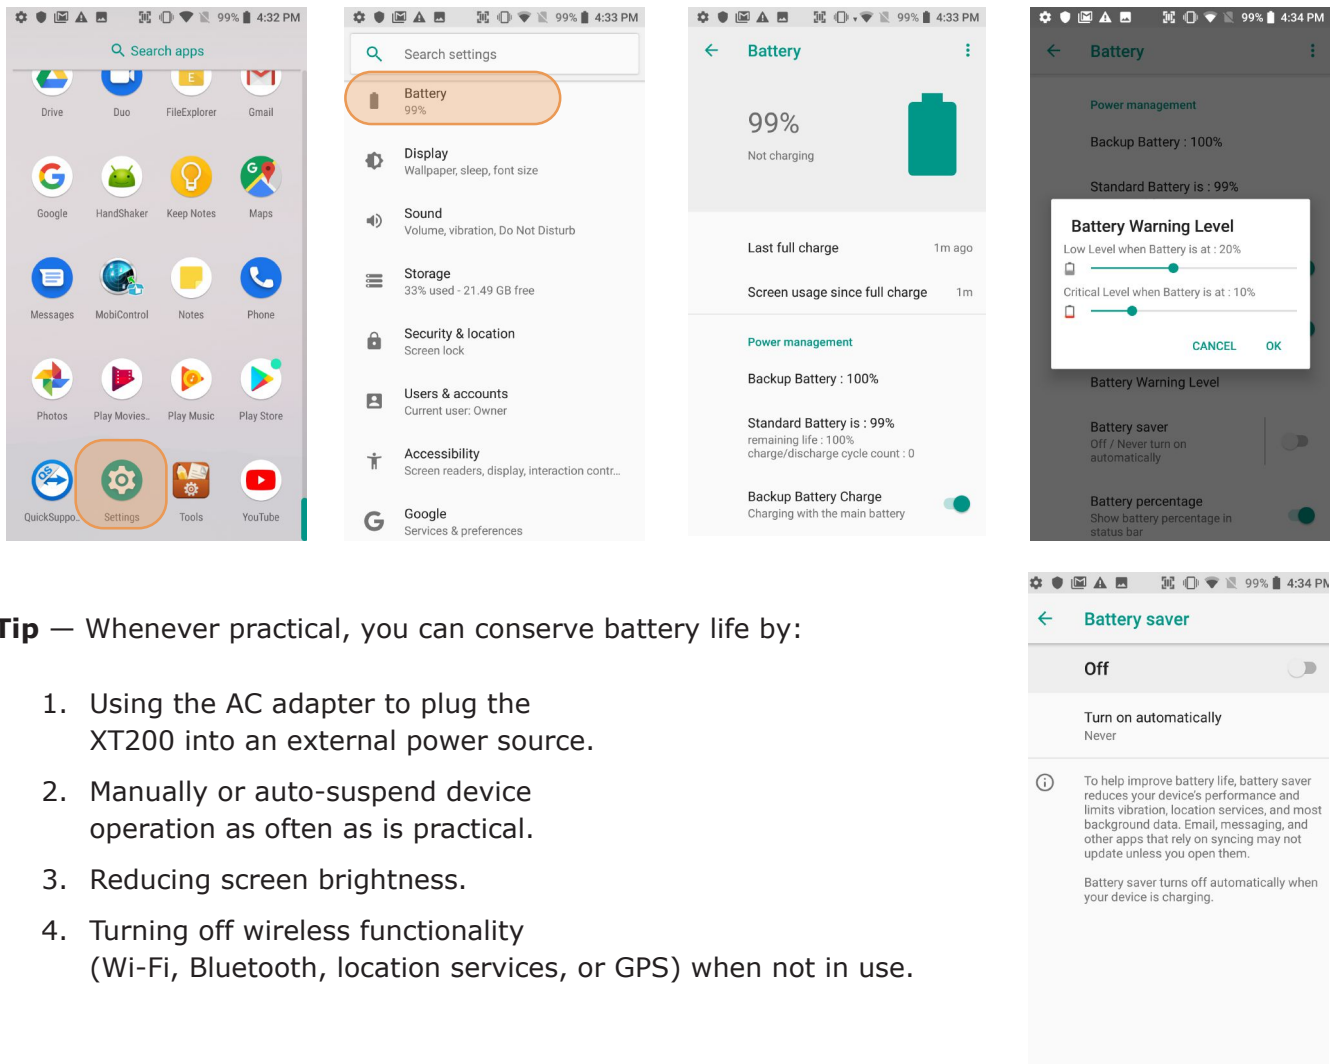 99% 4:32 PM
Search apps
Drive Duo FileExplorer Gmail
Google HandShaker Keep Notes Maps
Messages MobiControl Notes Phone
Photos Play Movies.. Play Music Play Store
QuickSuppo.. Settings Tools YouTube
99% 4:33 PM
Search settings
Battery
99%
Display
Wallpaper, sleep, font size
Sound
Volume, vibration, Do Not Disturb
Storage
33% used - 21.49 GB free
Security & location
Screen lock
Users & accounts
Current user: Owner
Accessibility
Screen readers, display, interaction contr...
Google
Services & preferences
99% 4:33 PM
Battery
99%
Not charging
Last full charge 1m ago
Screen usage since full charge 1m
Power management
Backup Battery : 100%
Standard Battery is : 99%
remaining life : 100%
charge/discharge cycle count : 0
Backup Battery Charge
Charging with the main battery
99% 4:34 PM
Battery
Power management
Backup Battery : 100%
Standard Battery is : 99%
Battery Warning Level
Low Level when Battery is at : 20%
Critical Level when Battery is at : 10%
CANCEL OK
Battery Warning Level
Battery saver
Off / Never turn on
automatically
Battery percentage
Show battery percentage in
status bar
99% 4:34 PM
Battery saver
Off
Turn on automatically
Never
To help improve battery life, battery saver
reduces your device's performance and
limits vibration, location services, and most
background data. Email, messaging, and
other apps that rely on syncing may not
update unless you open them.
Battery saver turns off automatically when
your device is charging.
Tip — Whenever practical, you can conserve battery life by:
1. Using the AC adapter to plug the
XT200 into an external power source.
2. Manually or auto-suspend device
operation as often as is practical.
3. Reducing screen brightness.
4. Turning off wireless functionality
(Wi-Fi, Bluetooth, location services, or GPS) when not in use.